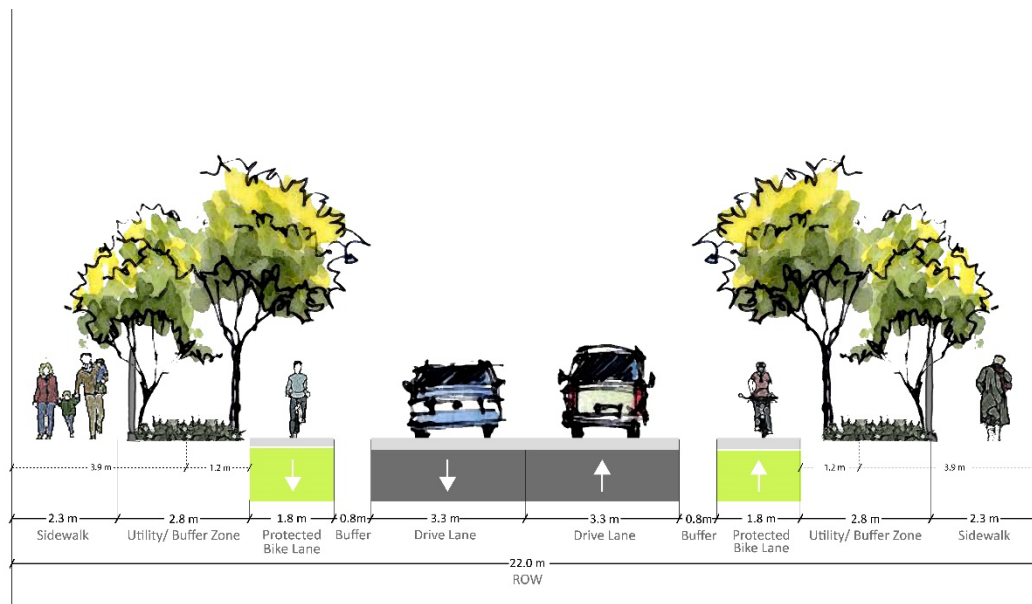 3.9 m
1.2 m
1.2 m
3.9 m
2.3 m
2.8 m
1.8 m
0.8m
3.3 m
3.3 m
0.8m
1.8 m
2.8 m
2.3 m
Sidewalk
Utility/ Buffer Zone
Protected
Bike Lane
Buffer
Drive Lane
Drive Lane
Buffer
Protected
Bike Lane
Utility/ Buffer Zone
Sidewalk
22.0 m
ROW